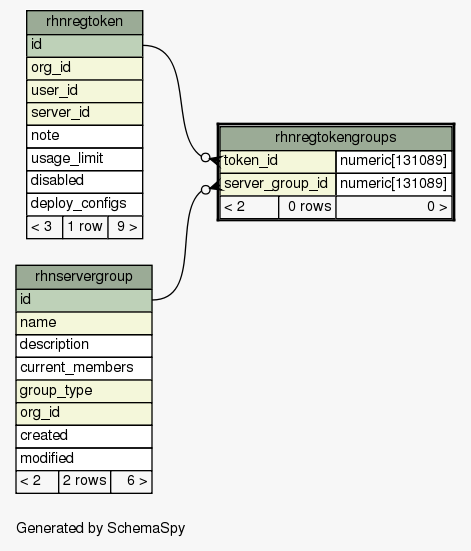 rhnregtoken
id
org_id
user_id
server_id
note
usage_limit
disabled
deploy_configs
< 3 1 row 9 >
rhnregtokengroups
token_id numeric[131089]
server_group_id numeric[131089]
< 2 0 rows 0 >
rhnservergroup
id
name
description
current_members
group_type
org_id
created
modified
< 2 2 rows 6 >
Generated by SchemaSpy